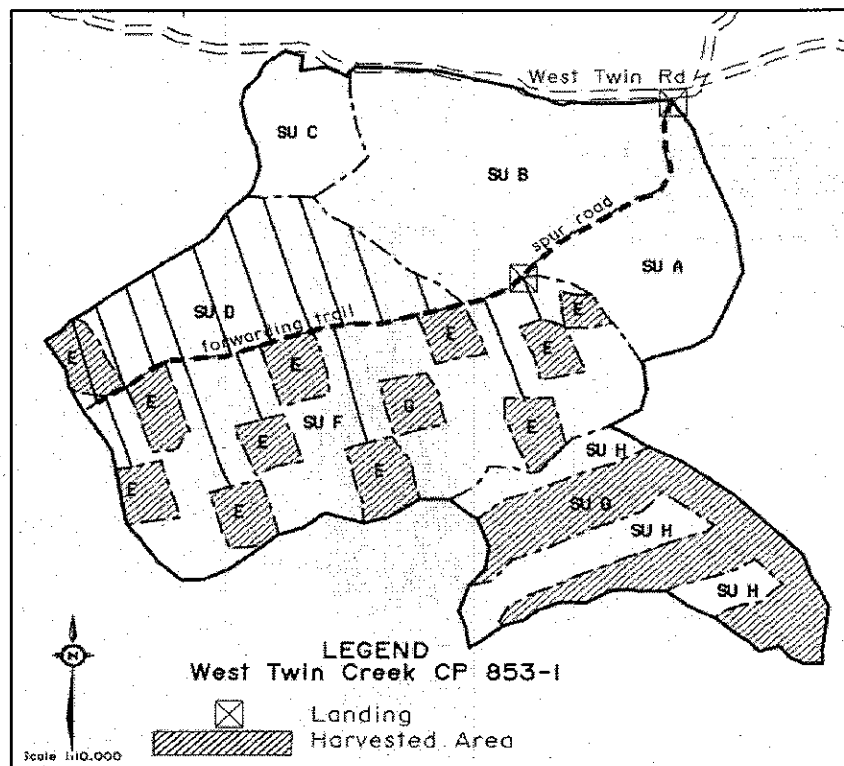 West Twin Rd
SU C
SU B
spur road
SU A
SU D
forwarding trail
E
E
E
E
E
E
E
G
SU F
E
E
E
E
E
SU H
SU G
SU H
SU H
LEGEND
West Twin Creek CP 853-1
N
Landing
Harvested Area
Scale 1:10,000